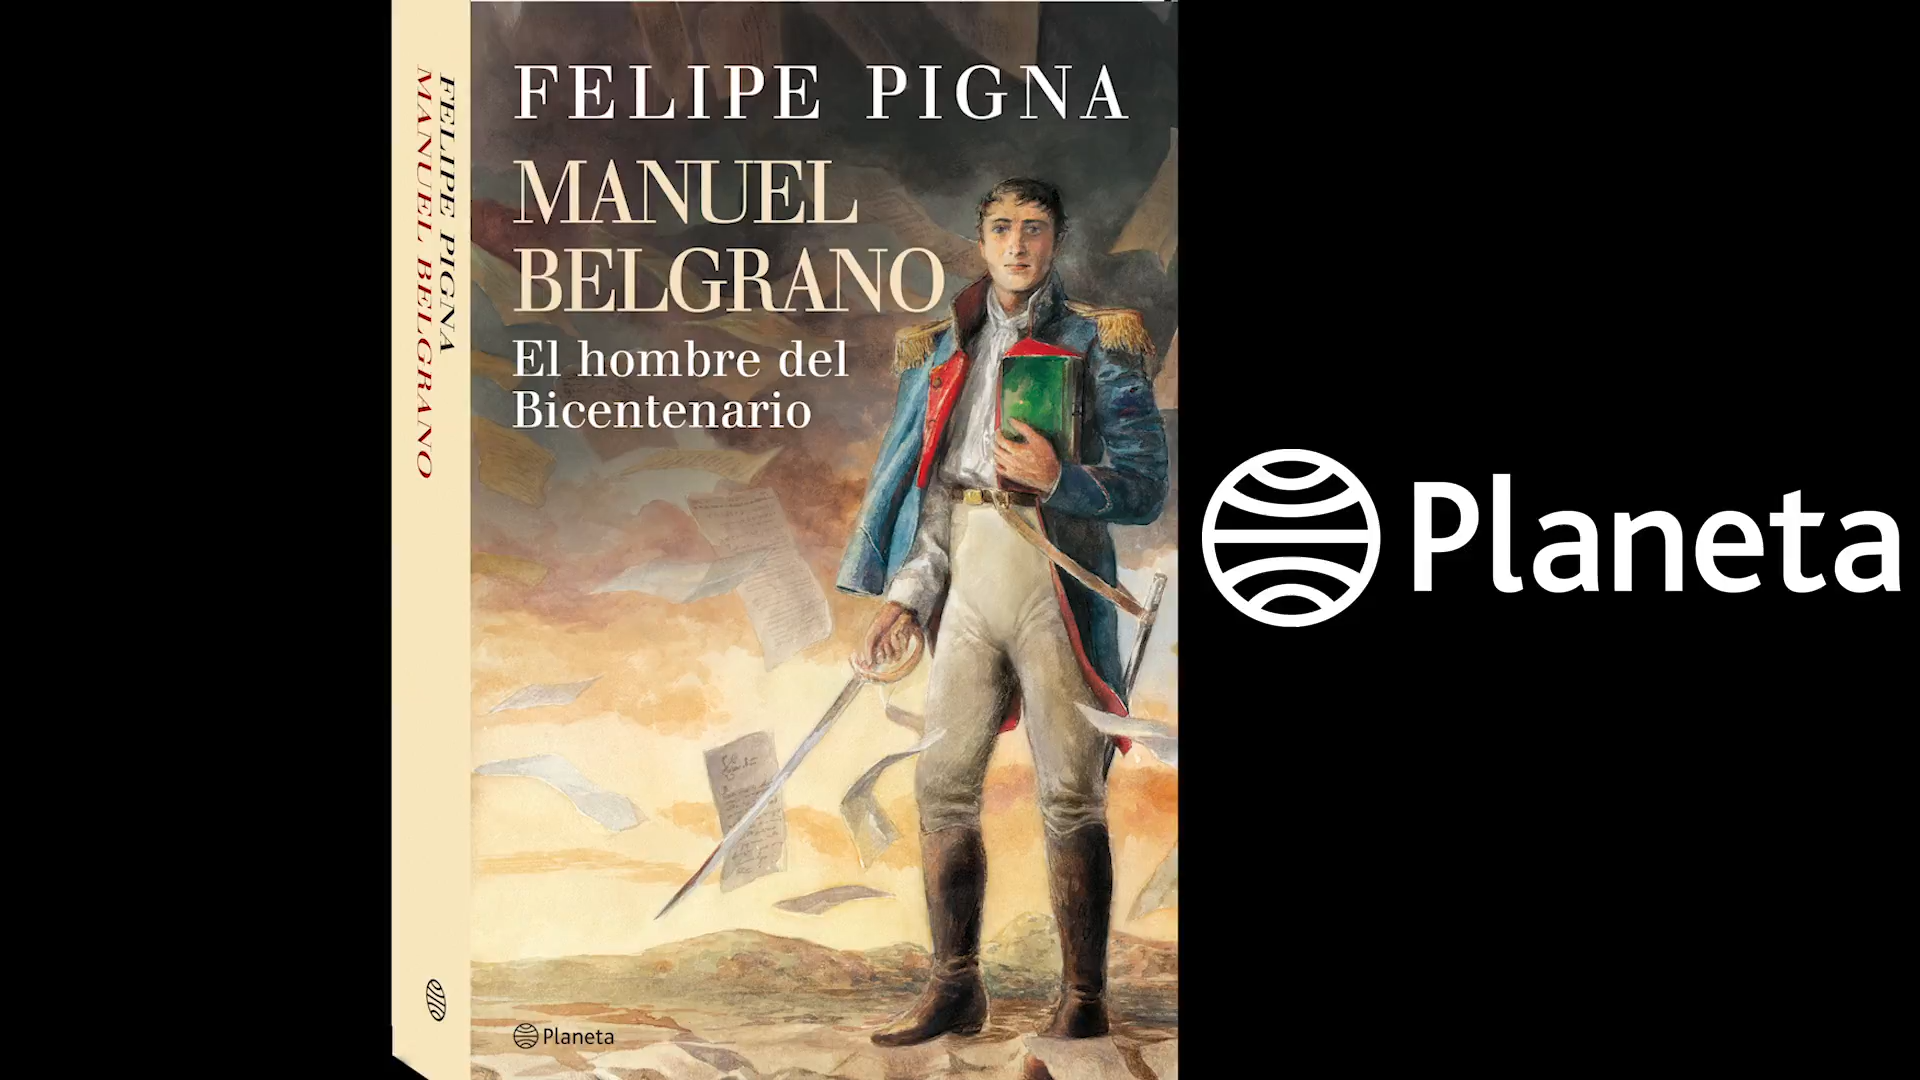 FELIPE PIGNA
MANUEL BELGRANO
FELIPE PIGNA
MANUEL
BELGRANO
El hombre del
Bicentenario
Planeta
Planeta